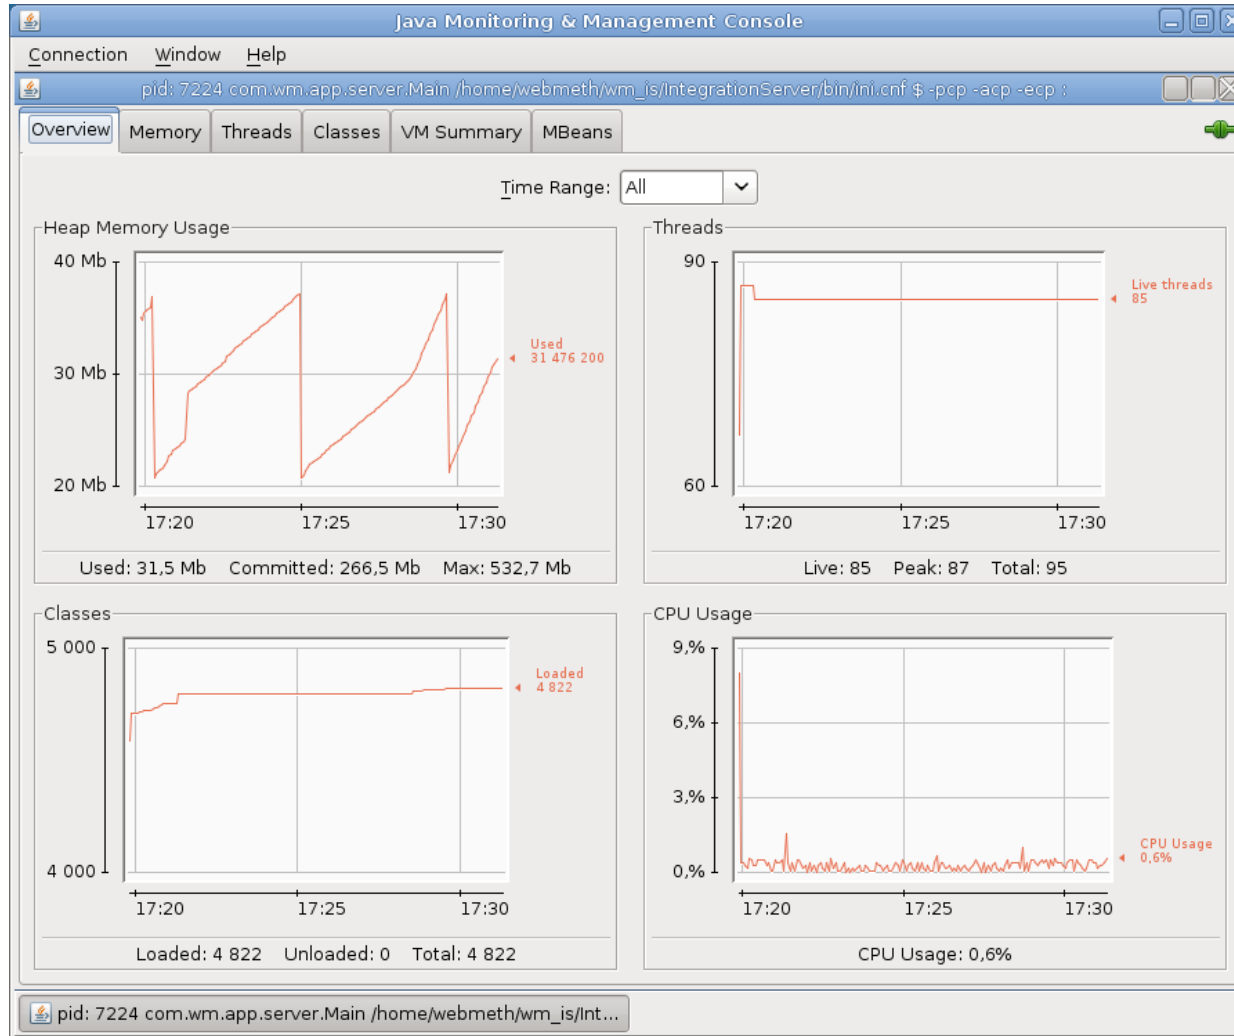 Java Monitoring & Management Console
Connection Window Help
pid: 7224 com.wm.app.server.Main /home/webmeth/wm_is/IntegrationServer/bin/ini.cnf $ -pcp -acp -ecp :
Overview Memory Threads Classes VM Summary MBeans
Time Range: All
Heap Memory Usage
40 Mb
30 Mb
20 Mb
Used
31 476 200
17:20 17:25 17:30
Used: 31,5 Mb Committed: 266,5 Mb Max: 532,7 Mb
Threads
90
60
Live threads
85
17:20 17:25 17:30
Live: 85 Peak: 87 Total: 95
Classes
5 000
4 000
Loaded
4 822
17:20 17:25 17:30
Loaded: 4 822 Unloaded: 0 Total: 4 822
CPU Usage
9,%
6,%
3,%
0,%
CPU Usage
0,6%
17:20 17:25 17:30
CPU Usage: 0,6%
pid: 7224 com.wm.app.server.Main /home/webmeth/wm_is/Int...